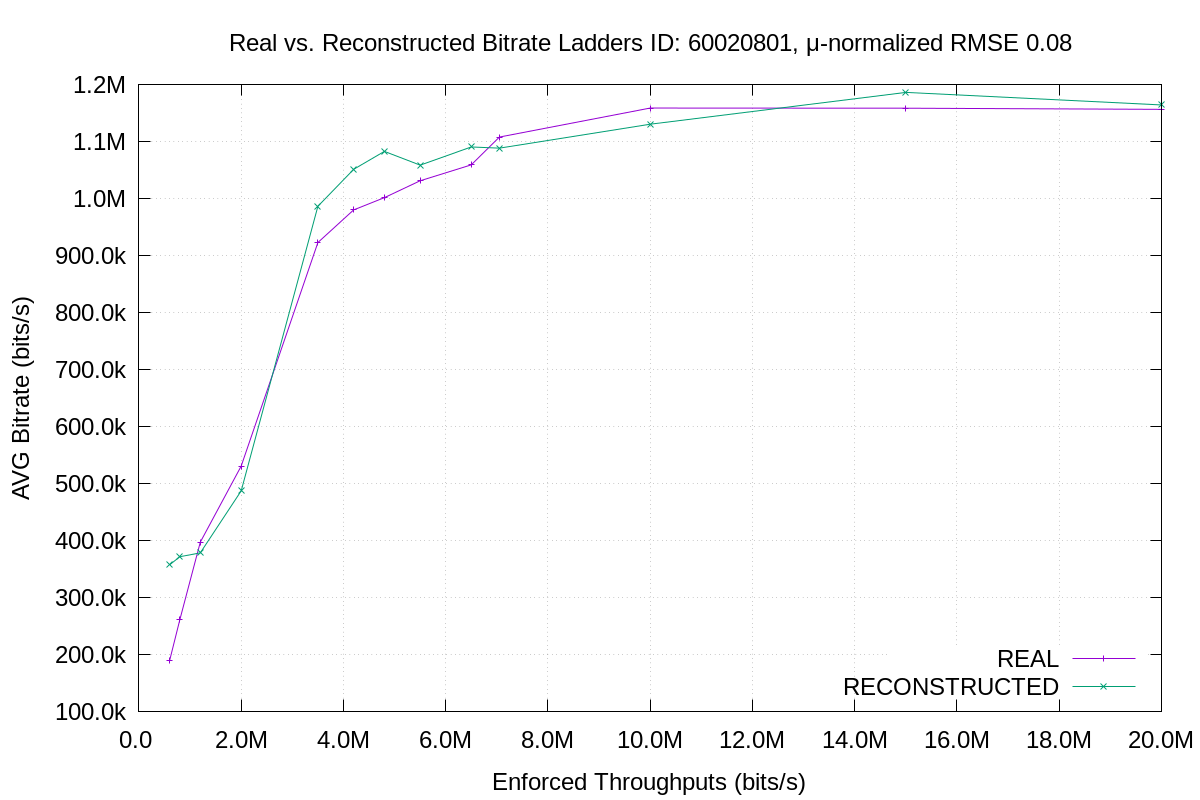 Real vs. Reconstructed Bitrate Ladders ID: 60020801, μ-normalized RMSE 0.08
1.2M
1.1M
1.0M
900.0k
800.0k
700.0k
600.0k
500.0k
400.0k
300.0k
200.0k
100.0k
AVG Bitrate (bits/s)
REAL
RECONSTRUCTED
0.0 2.0M 4.0M 6.0M 8.0M 10.0M 12.0M 14.0M 16.0M 18.0M 20.0M
Enforced Throughputs (bits/s)